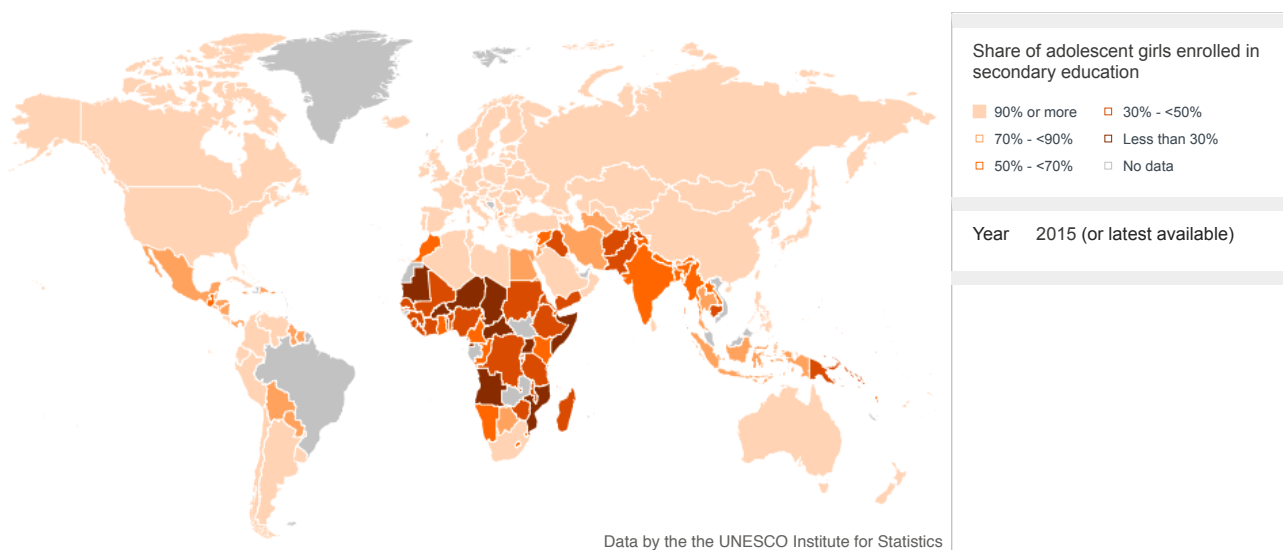 Share of adolescent girls enrolled in
secondary education
90% or more
30% - <50%
70% - <90%
Less than 30%
50% - <70%
No data
Year 2015 (or latest available)
Data by the the UNESCO Institute for Statistics